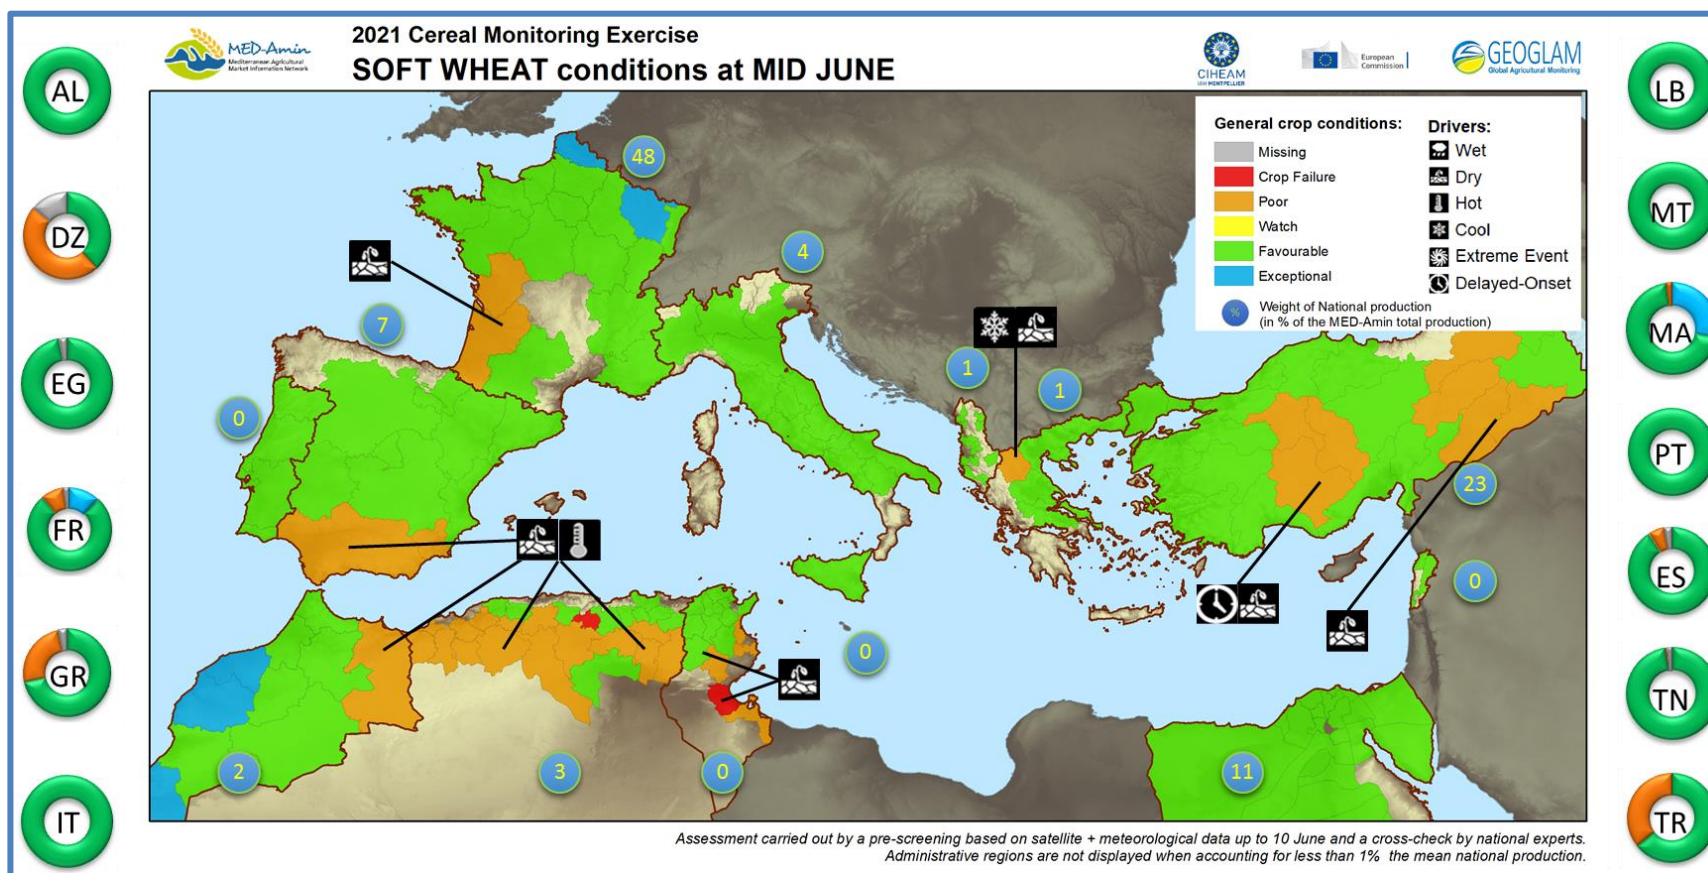 MED-Amin
Mediterranean Agricultural
Market Information Network
2021 Cereal Monitoring Exercise
SOFT WHEAT conditions at MID JUNE
CIHEAM
IAM MONTPELLIER
European
Commission
GEOGLAM
Global Agricultural Monitoring
AL
DZ
EG
FR
GR
IT
LB
MT
MA
PT
ES
TN
TR
General crop conditions:
Missing
Crop Failure
Poor
Watch
Favourable
Exceptional
% Weight of National production
(in % of the MED-Amin total production)
Drivers:
Wet
Dry
Hot
Cool
Extreme Event
Delayed-Onset
48
4
7
0
1
1
23
0
0
2
3
0
11
Assessment carried out by a pre-screening based on satellite + meteorological data up to 10 June and a cross-check by national experts.
Administrative regions are not displayed when accounting for less than 1% the mean national production.